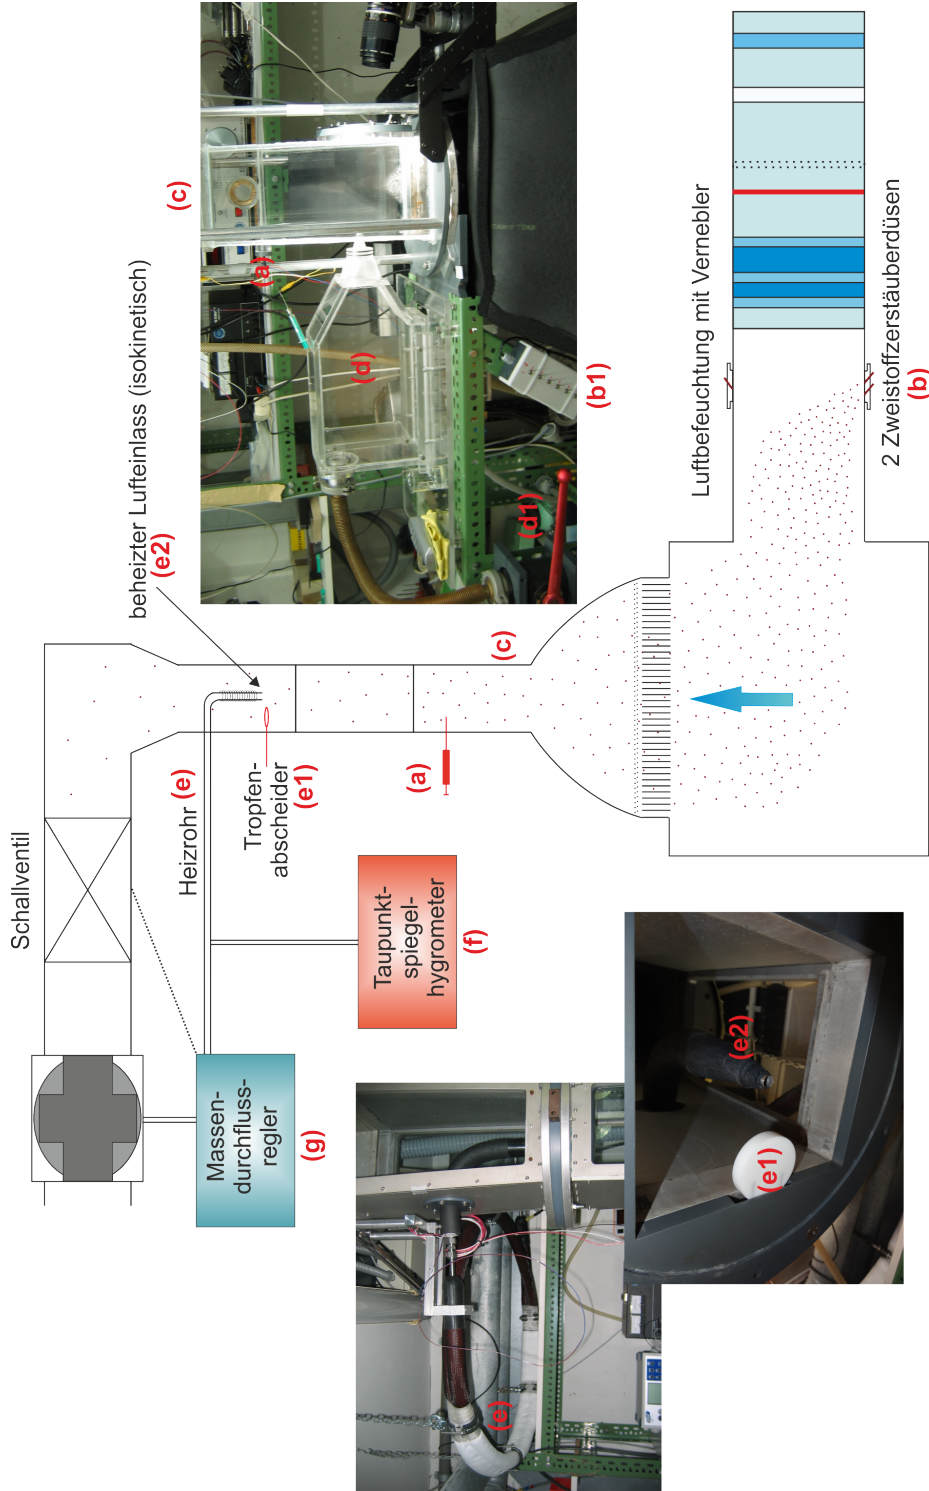 Schallventil
beheizter Lufteinlass (isokinetisch)
(e2)
Heizrohr (e)
Tropfen-
abscheider
(e1)
(a)
(c)
Massen-
durchfluss-
regler
(g)
Taupunkt-
spiegel-
hygrometer
(f)
Luftbefeuchtung mit Vernebler
2 Zweistoffzerstäuberdüsen
(b)
(c)
(a)
(d)
(b1)
(d1)
(e)
(e1)
(e2)